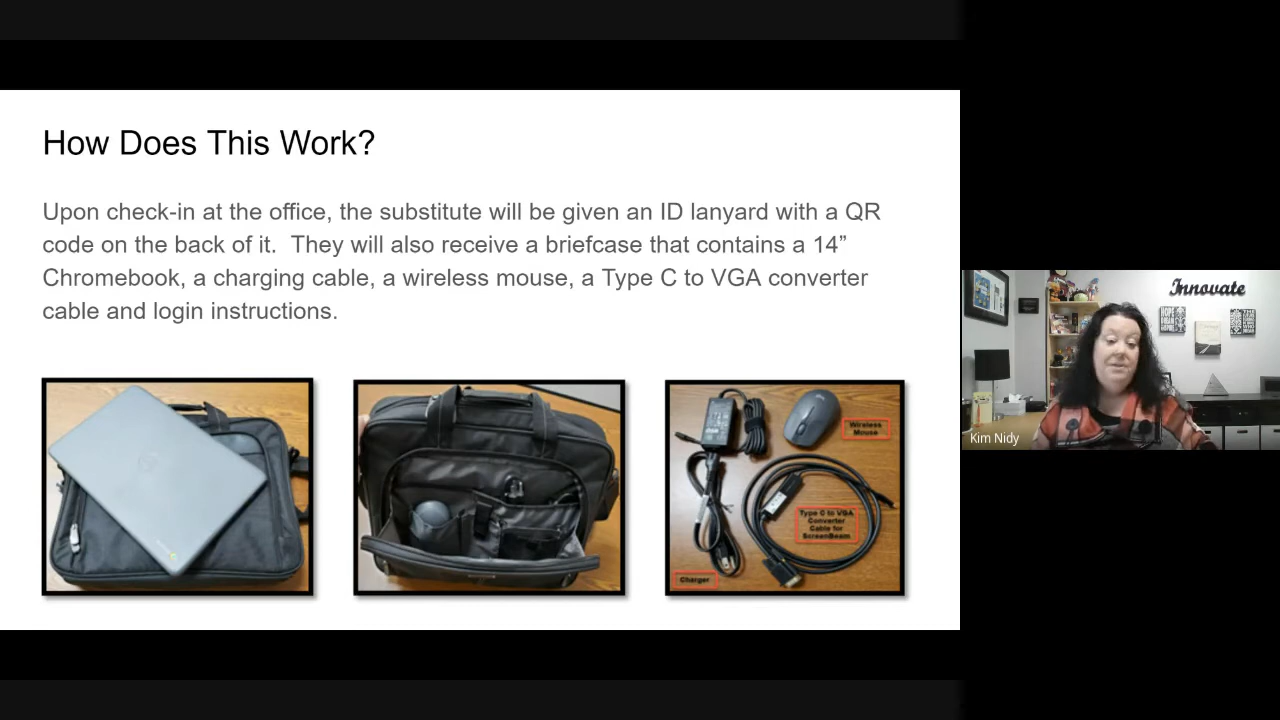 How Does This Work?
Upon check-in at the office, the substitute will be given an ID lanyard with a QR
code on the back of it.  They will also receive a briefcase that contains a 14”
Chromebook, a charging cable, a wireless mouse, a Type C to VGA converter
cable and login instructions.
Wireless
Mouse
Type C to VGA
Converter
Cable for
ScreenBeam
Charger
Innovate
Kim Nidy